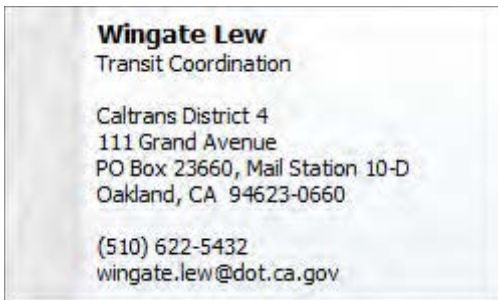 Wingate Lew
Transit Coordination
Caltrans District 4
111 Grand Avenue
PO Box 23660, Mail Station 10-D
Oakland, CA  94623-0660
(510) 622-5432
wingate.lew@dot.ca.gov